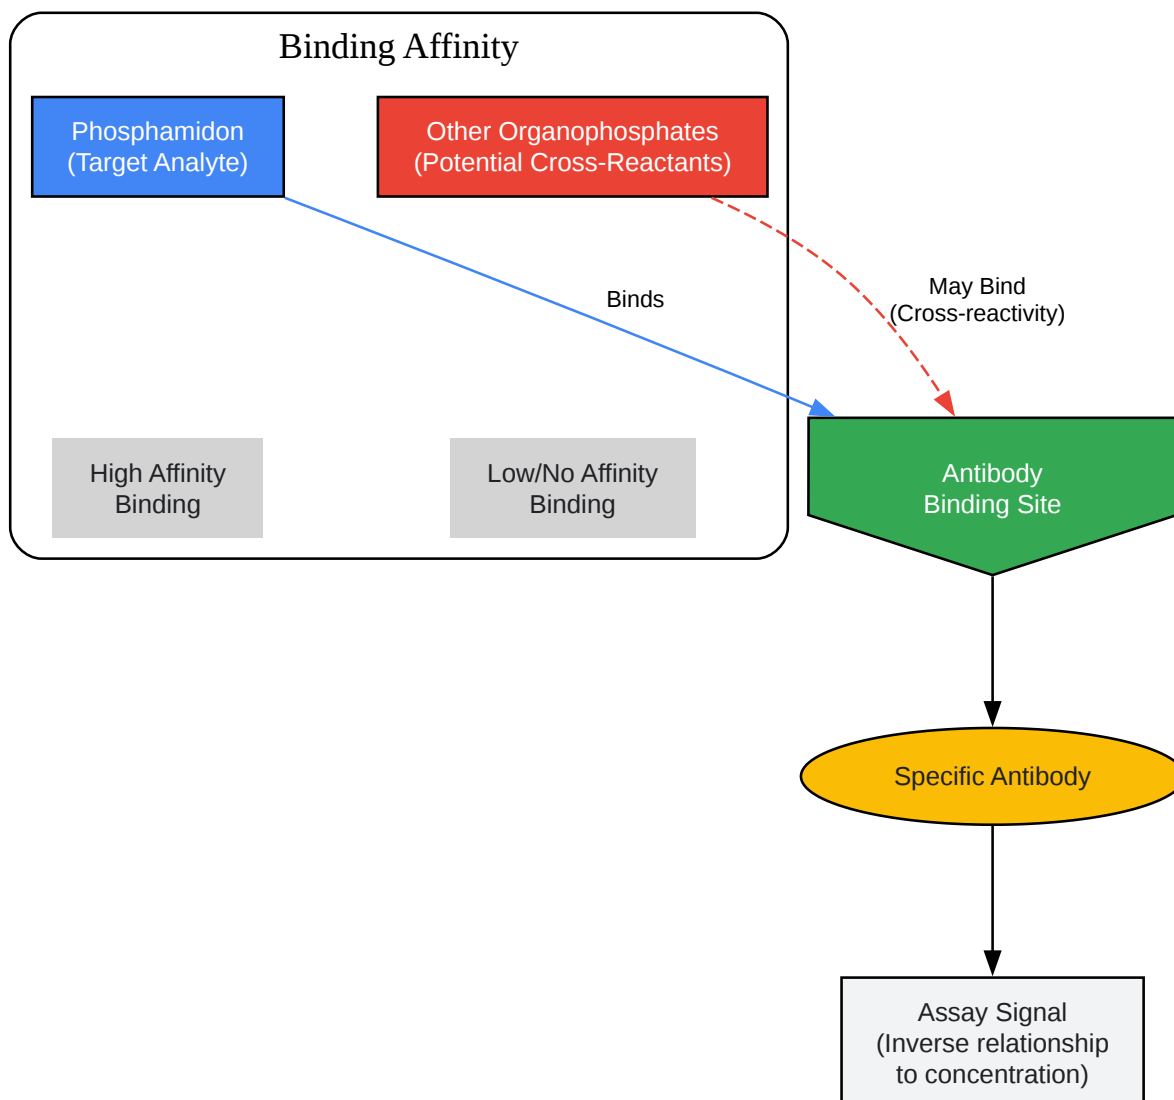 Binding Affinity
Phosphamidon
(Target Analyte)
Other Organophosphates
(Potential Cross-Reactants)
Binds
May Bind
(Cross-reactivity)
High Affinity
Binding
Low/No Affinity
Binding
Antibody
Binding Site
Specific Antibody
Assay Signal
(Inverse relationship
to concentration)